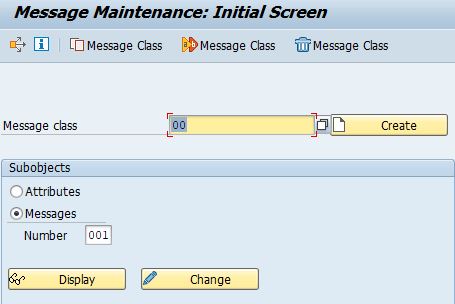 Message Maintenance: Initial Screen
Message Class Message Class Message Class
Message class 00 Create
Subobjects
Attributes
Messages
Number 001
Display Change